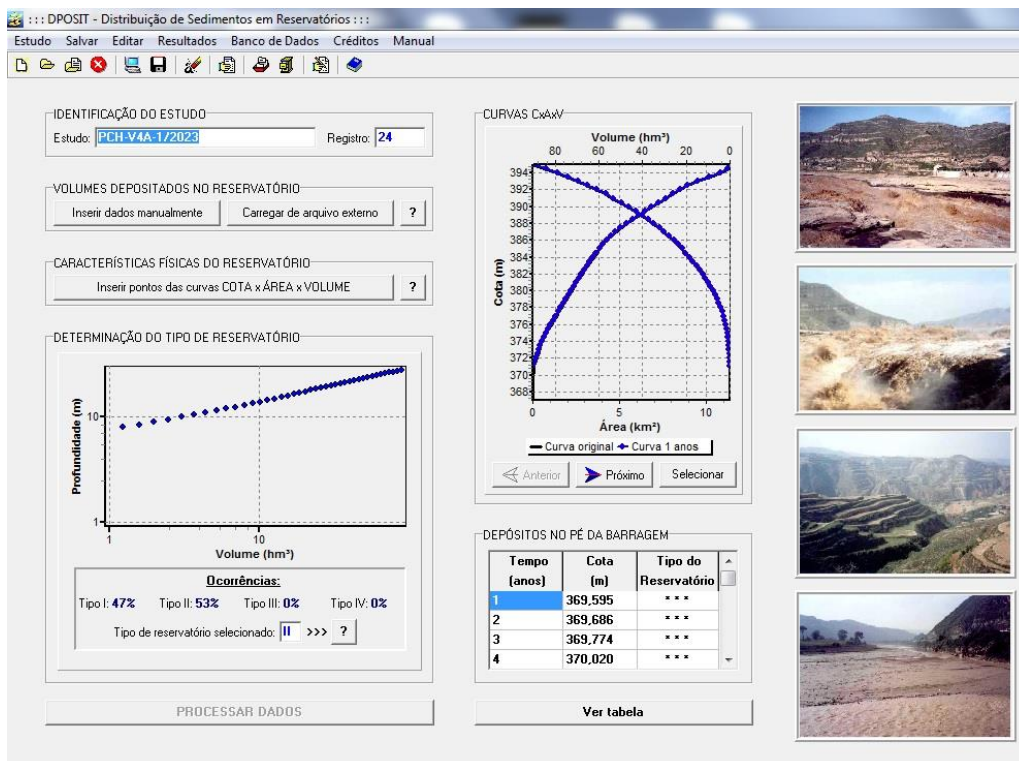 ::: DPOSIT - Distribuição de Sedimentos em Reservatórios :::
Estudo Salvar Editar Resultados Banco de Dados Créditos Manual
IDENTIFICAÇÃO DO ESTUDO
Estudo: PCH-V4A-1/2023 Registro: 24
VOLUMES DEPOSITADOS NO RESERVATÓRIO
Inserir dados manualmente Carregar de arquivo externo ?
CARACTERÍSTICAS FÍSICAS DO RESERVATÓRIO
Inserir pontos das curvas COTA x ÁREA x VOLUME ?
DETERMINAÇÃO DO TIPO DE RESERVATÓRIO
Profundidade (m)
10
1
1 10
Volume (hm³)
Ocorrências:
Tipo I: 47% Tipo II: 53% Tipo III: 0% Tipo IV: 0%
Tipo de reservatório selecionado: II >>> ?
PROCESSAR DADOS
CURVAS CxAxV
Volume (hm³)
80 60 40 20 0
Cota (m)
394
392
390
388
386
384
382
380
378
376
374
372
370
368
0 5 10
Área (km²)
Curva original Curva 1 anos
Anterior Próximo Selecionar
DEPÓSITOS NO PÉ DA BARRAGEM
Tempo (anos) Cota (m) Tipo do Reservatório
1 369,595 * * *
2 369,686 * * *
3 369,774 * * *
4 370,020 * * *
Ver tabela